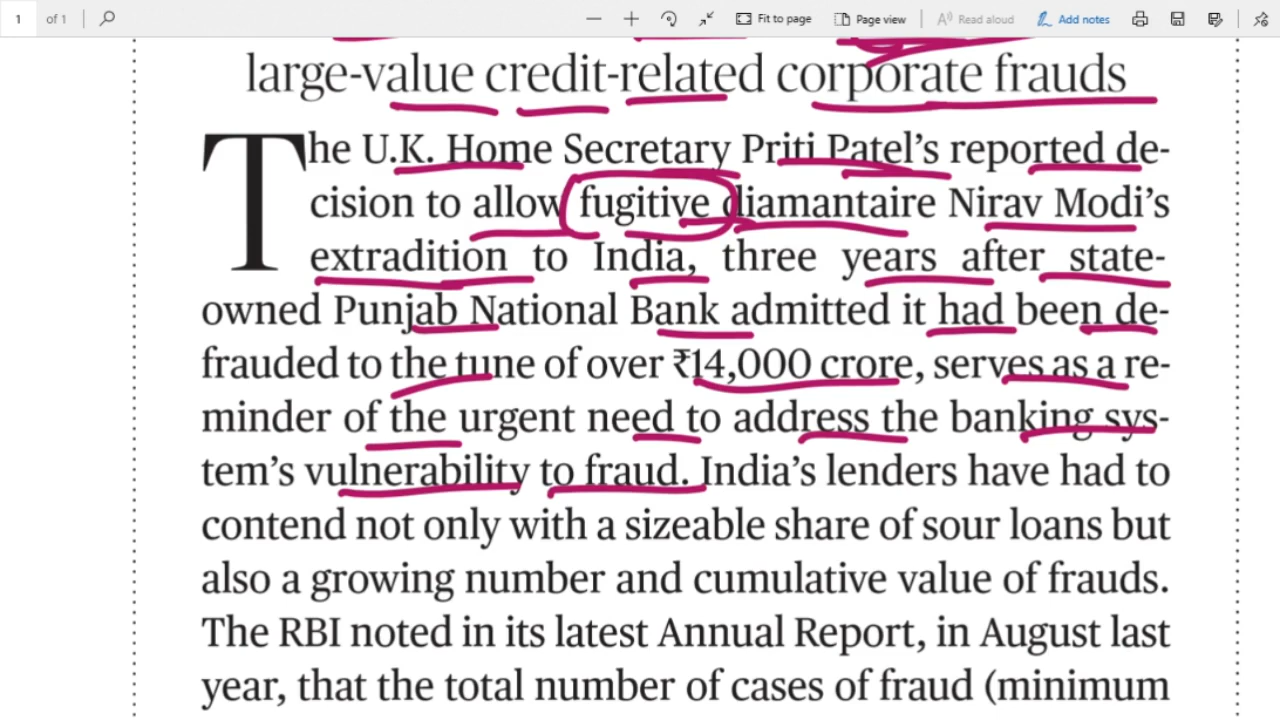 1 of 1 Fit to page Page view Read aloud Add notes
large-value credit-related corporate frauds
The U.K. Home Secretary Priti Patel's reported de-
cision to allow fugitive diamantaire Nirav Modi's
extradition to India, three years after state-
owned Punjab National Bank admitted it had been de-
frauded to the tune of over ₹14,000 crore, serves as a re-
minder of the urgent need to address the banking sys-
tem's vulnerability to fraud. India's lenders have had to
contend not only with a sizeable share of sour loans but
also a growing number and cumulative value of frauds.
The RBI noted in its latest Annual Report, in August last
year, that the total number of cases of fraud (minimum